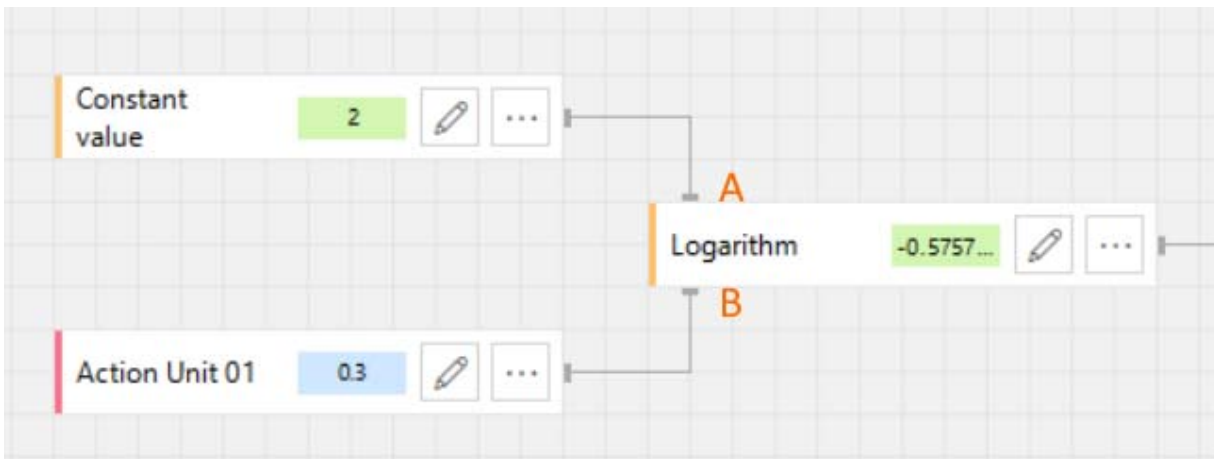 Constant
value
2
...
A
Logarithm
-0.5757...
...
B
Action Unit 01
0.3
...